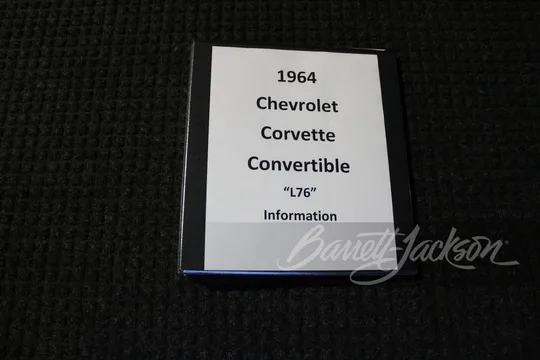 1964
Chevrolet
Corvette
Convertible
“L76”
Information
Barrett-Jackson